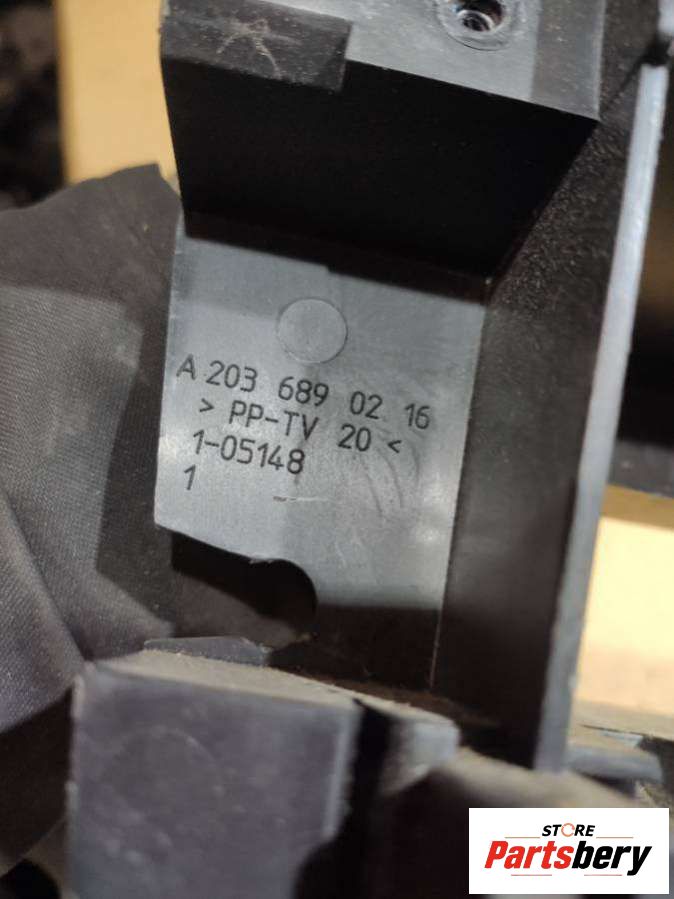 A 203 689 02 16
> PP-TV 20 <
1-05148
1
STORE
Partsbery